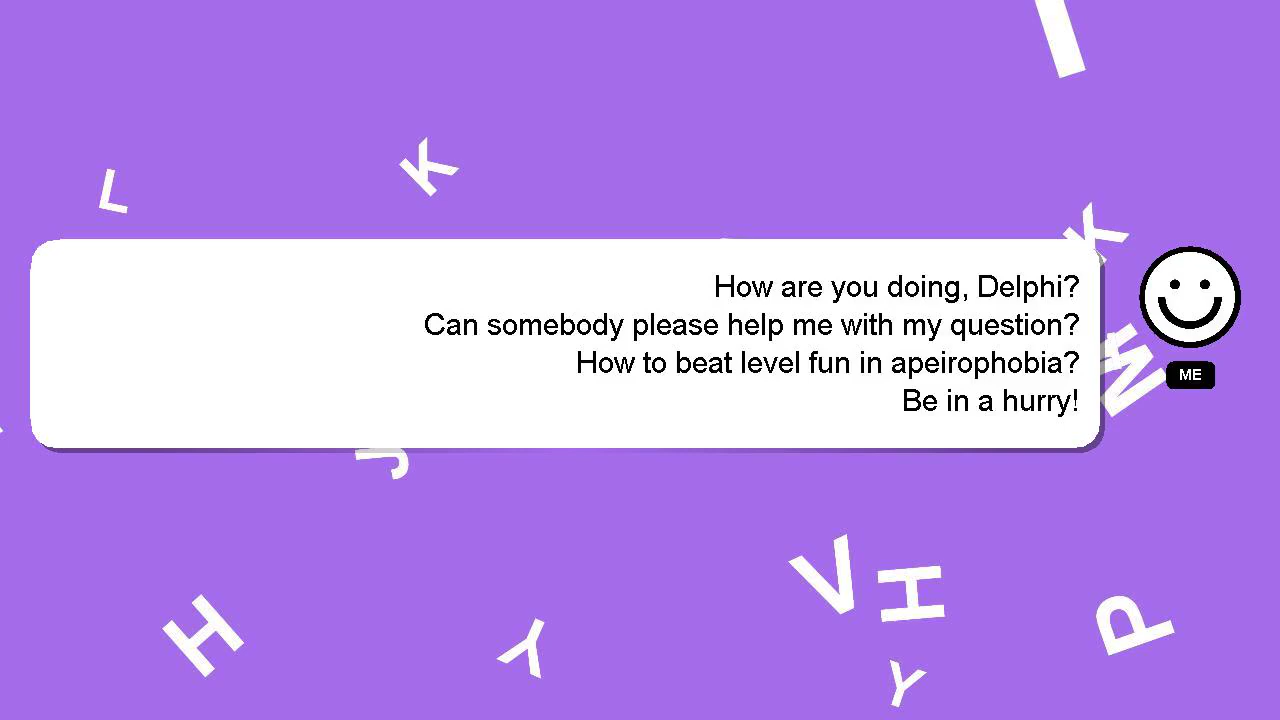 How are you doing, Delphi?
Can somebody please help me with my question?
How to beat level fun in apeirophobia?
Be in a hurry!
ME
I
L
K
K
M
J
V
H
H
P
Y
Y